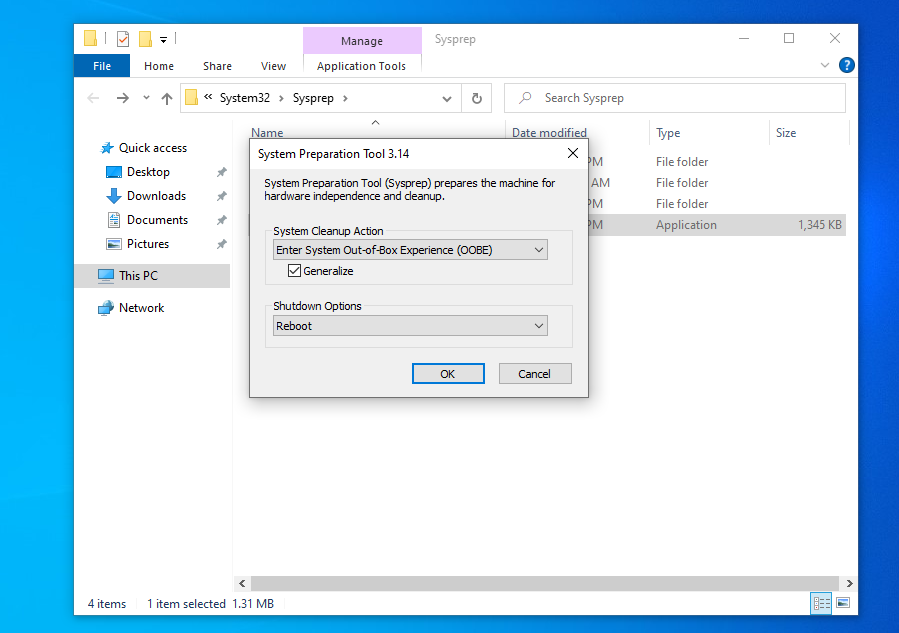 Manage
Sysprep
File
Home
Share
View
Application Tools
« System32 › Sysprep ›
Search Sysprep
Name
Date modified
Type
Size
Quick access
Desktop
Downloads
Documents
Pictures
This PC
Network
PM
File folder
AM
File folder
PM
File folder
PM
Application
1,345 KB
System Preparation Tool 3.14
System Preparation Tool (Sysprep) prepares the machine for
hardware independence and cleanup.
System Cleanup Action
Enter System Out-of-Box Experience (OOBE)
Generalize
Shutdown Options
Reboot
OK
Cancel
4 items
1 item selected 1.31 MB